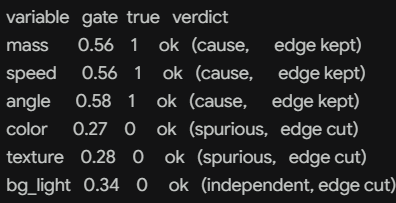 variable gate true verdict
mass 0.56 1 ok (cause, edge kept)
speed 0.56 1 ok (cause, edge kept)
angle 0.58 1 ok (cause, edge kept)
color 0.27 0 ok (spurious, edge cut)
texture 0.28 0 ok (spurious, edge cut)
bg_light 0.34 0 ok (independent, edge cut)